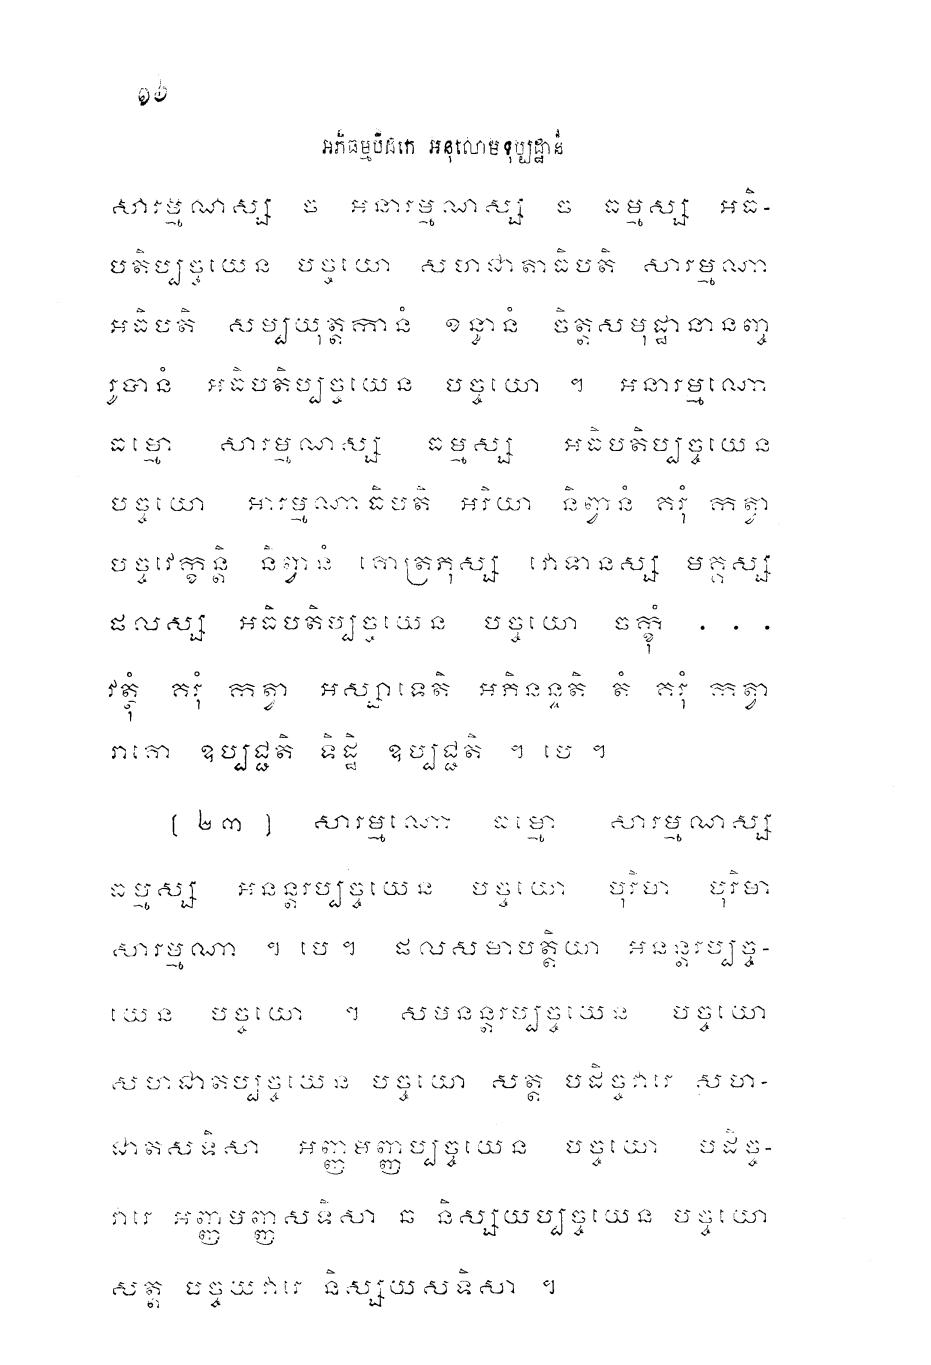 ១៦
អភិធម្មបិដកេ អនុលោមទុប្បដ្ឋានំ
សារម្មណស្ស ច អនារម្មណស្ស ច ធម្មស្ស អធិ-
បតិប្បច្ចយេន បច្ចយោ សហជាតាធិបតិ សារម្មណា
អធិបតិ សម្បយុត្តកានំ ខន្ធានំ ចិត្តសមុដ្ឋានានញ្ច
រូបានំ អធិបតិប្បច្ចយេន បច្ចយោ ។ អនារម្មណោ
ធម្មោ សារម្មណស្ស ធម្មស្ស អធិបតិប្បច្ចយេន
បច្ចយោ អារម្មណាធិបតិ អរិយា និព្វានំ គរុំ កត្វា
បច្ចវេក្ខន្តិ និព្វានំ គោត្រភុស្ស វោទានស្ស មគ្គស្ស
ផលស្ស អធិបតិប្បច្ចយេន បច្ចយោ ចក្ខុំ . . .
វត្ថុំ គរុំ កត្វា អស្សាទេតិ អភិនន្ទតិ តំ គរុំ កត្វា
រាគោ ឧប្បជ្ជតិ ទិដ្ឋិ ឧប្បជ្ជតិ ។ បេ ។
[ ២៣ ] សារម្មណោ ធម្មោ សារម្មណស្ស
ធម្មស្ស អនន្តរប្បច្ចយេន បច្ចយោ បុរិមា បុរិមា
សារម្មណា ។ បេ ។ ផលសមាបត្តិយា អនន្តរប្បច្ច-
យេន បច្ចយោ ។ សមនន្តរប្បច្ចយេន បច្ចយោ
សហជាតប្បច្ចយេន បច្ចយោ សត្ត បដិច្ចវារេ សហ-
ជាតសទិសា អញ្ញមញ្ញប្បច្ចយេន បច្ចយោ បដិច្ច-
វារេ អញ្ញមញ្ញសទិសា ឆ និស្សយប្បច្ចយេន បច្ចយោ
សត្ត បច្ចយវារេ និស្សយសទិសា ។